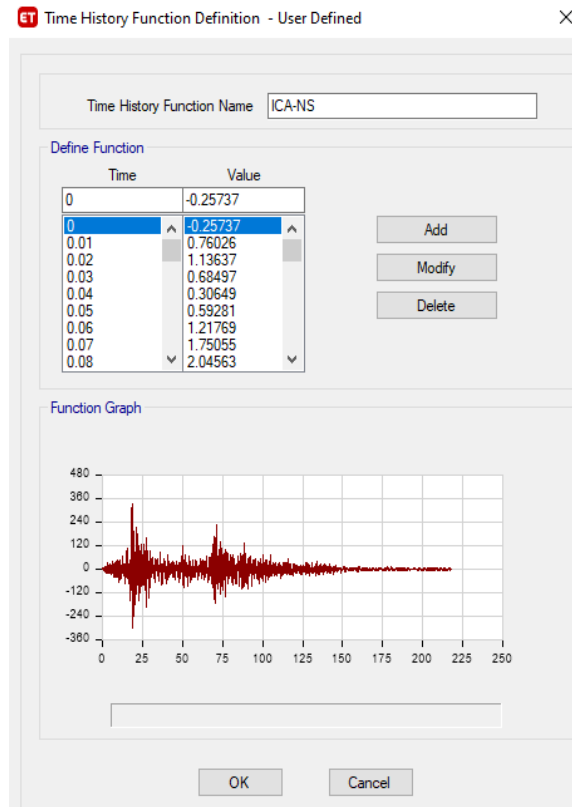 ET Time History Function Definition - User Defined
Time History Function Name ICA-NS
Define Function
Time Value
0 -0.25737
0 -0.25737
0.01 0.76026
0.02 1.13637
0.03 0.68497
0.04 0.30649
0.05 0.59281
0.06 1.21769
0.07 1.75055
0.08 2.04563
Add
Modify
Delete
Function Graph
480
360
240
120
0
-120
-240
-360
0 25 50 75 100 125 150 175 200 225 250
OK Cancel